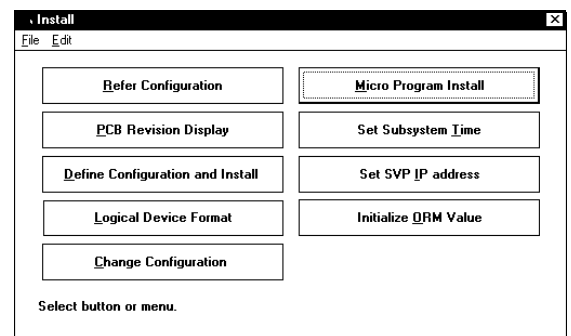 Install
File Edit
Refer Configuration
Micro Program Install
PCB Revision Display
Set Subsystem Time
Define Configuration and Install
Set SVP IP address
Logical Device Format
Initialize ORM Value
Change Configuration
Select button or menu.